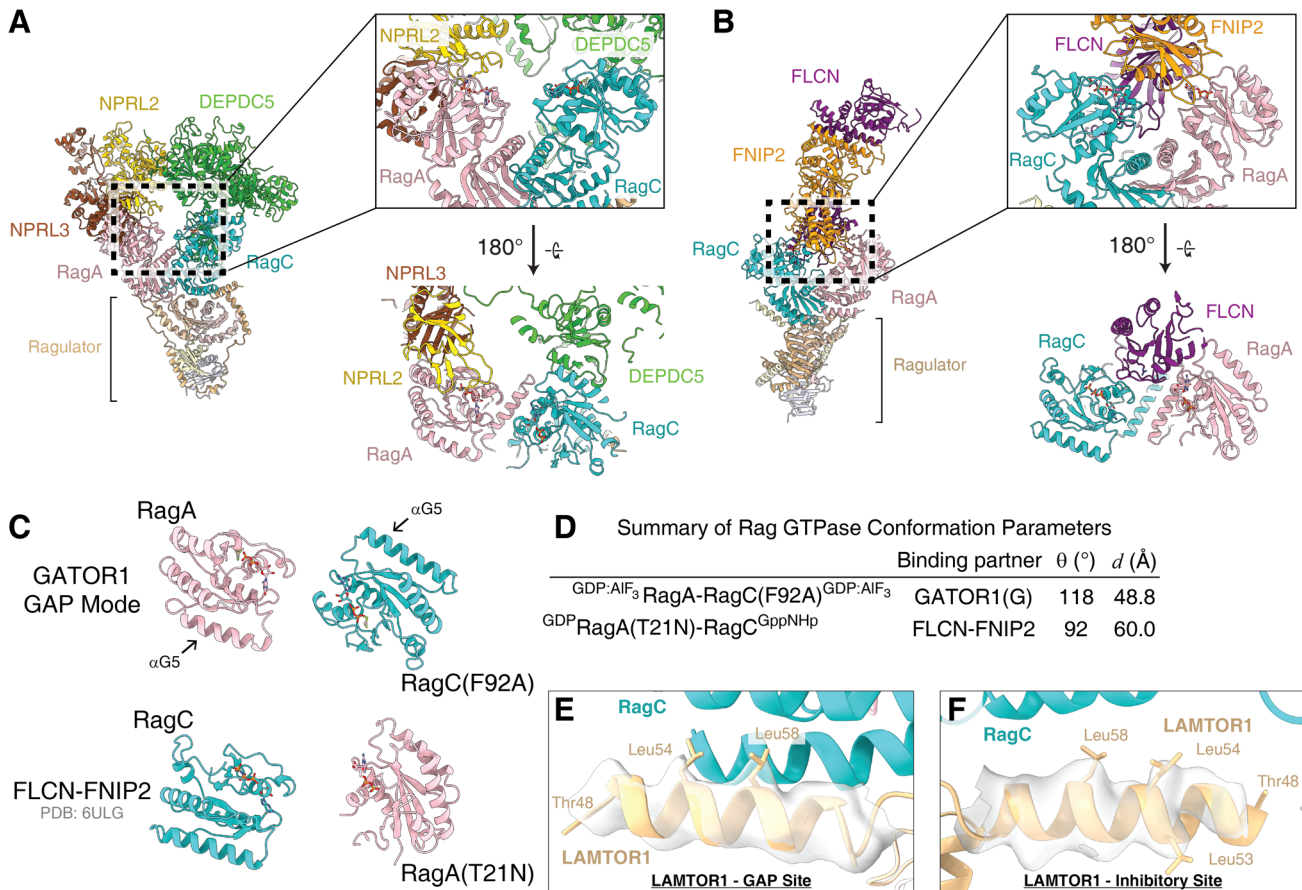 A
NPRL2
DEPDC5
NPRL3
RagA
RagC
Ragulator
NPRL2
DEPDC5
RagA
RagC
180°
NPRL3
NPRL2
DEPDC5
RagC
RagA
B
FLCN
FNIP2
RagC
RagA
Ragulator
FLCN
FNIP2
RagC
RagA
180°
FLCN
RagC
RagA
C
RagA
αG5
GATOR1
GAP Mode
αG5
RagC(F92A)
RagC
FLCN-FNIP2
PDB: 6ULG
RagA(T21N)
D Summary of Rag GTPase Conformation Parameters
Binding partner θ (°) d (Å)
GDP:AlF3 RagA-RagC(F92A) GDP:AlF3 GATOR1(G) 118 48.8
GDP RagA(T21N)-RagC GppNHp FLCN-FNIP2 92 60.0
E
RagC
Leu54
Leu58
Thr48
LAMTOR1
LAMTOR1 - GAP Site
F
RagC
LAMTOR1
Leu58
Leu54
Thr48
Leu53
LAMTOR1 - Inhibitory Site